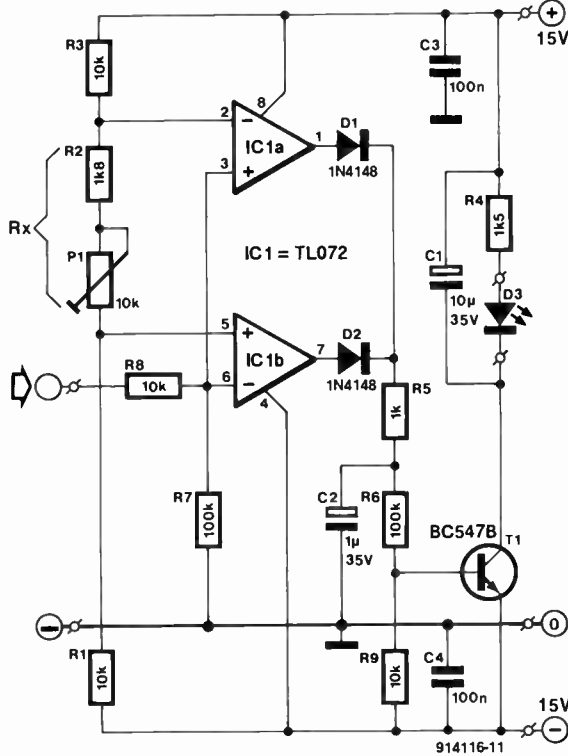 R3
10k
R2
1k8
Rx
P1
10k
R8
10k
R7
100k
R1
10k
2
−
3
+
8
IC1a
1
D1
1N4148
IC1 = TL072
5
+
6
−
4
IC1b
7
D2
1N4148
R5
1k
C2
1µ
35V
R6
100k
R9
10k
C3
100n
C1
10µ
35V
R4
1k5
D3
BC547B
T1
C4
100n
+
15V
0
15V
−
914116-11